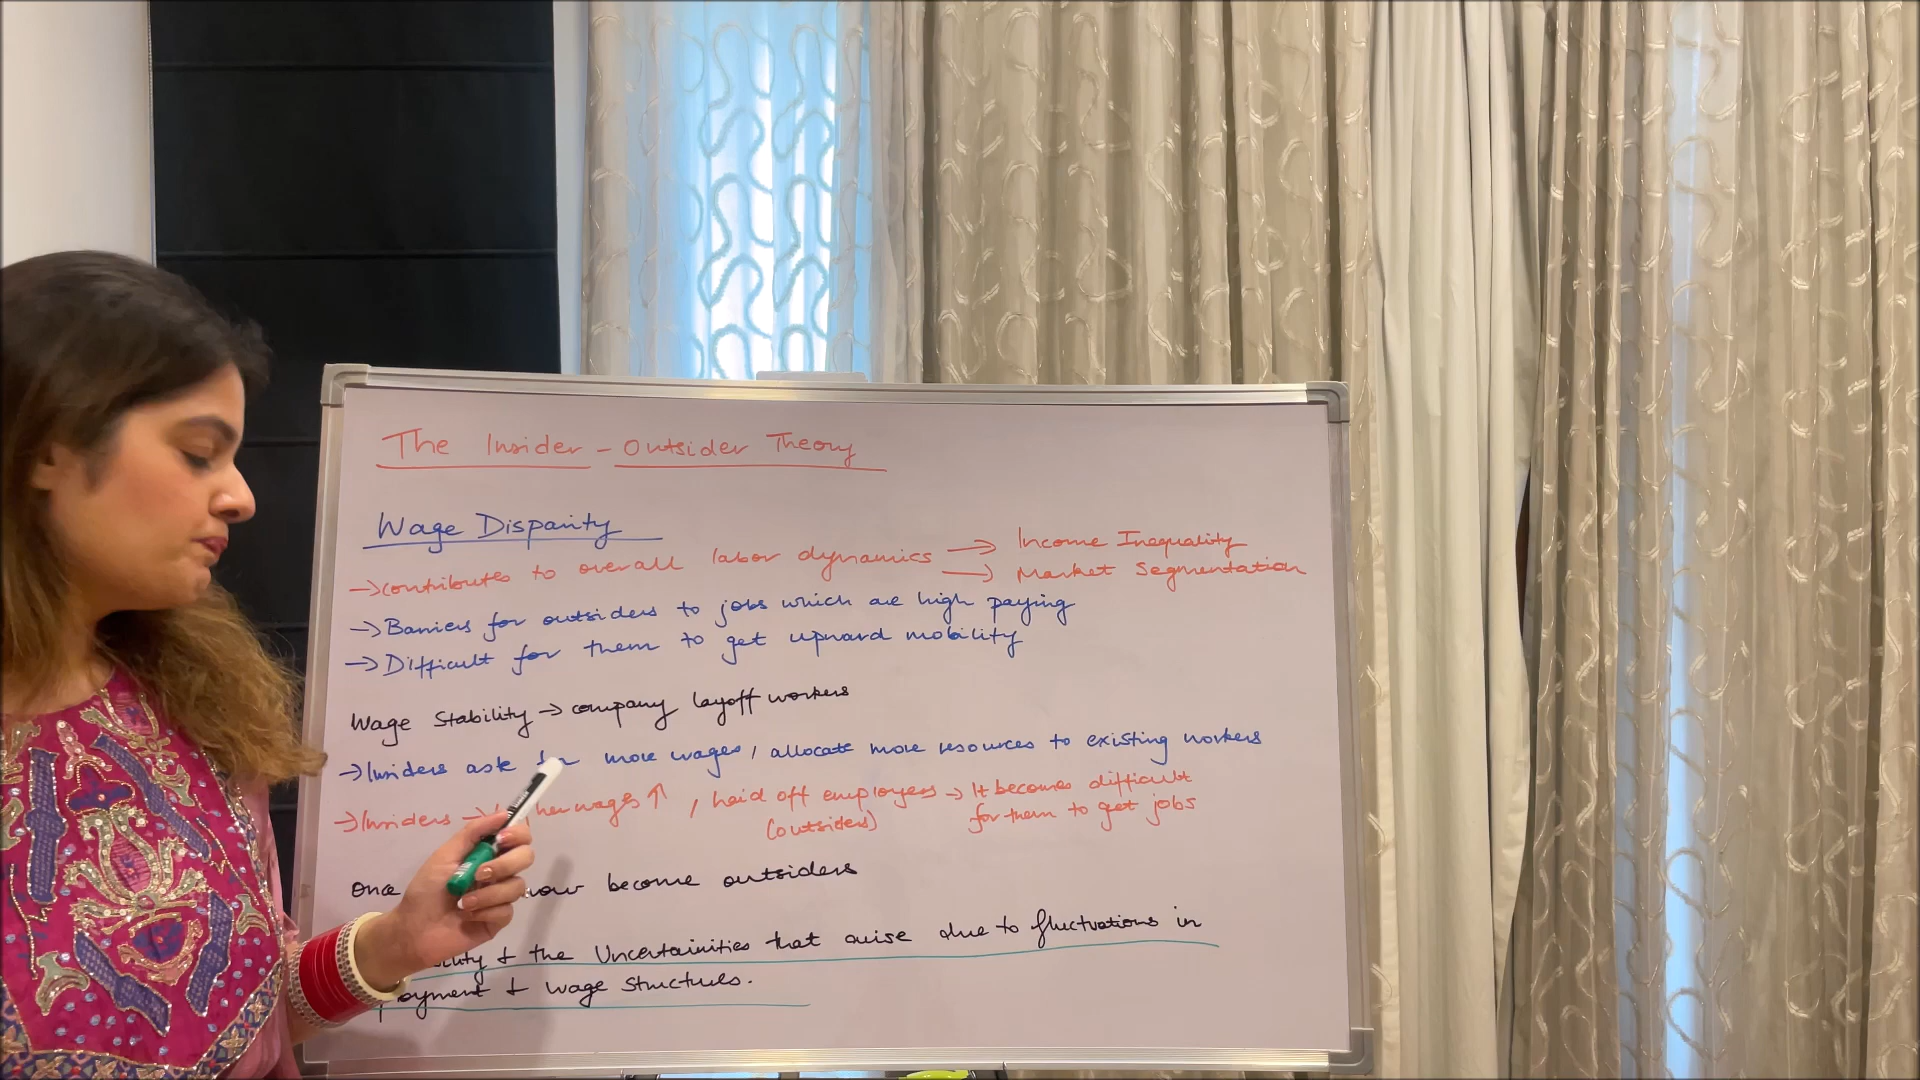 The Insider - Outsider Theory
Wage Disparity
→ contributes to overall labor dynamics → Income Inequality
→ Market Segmentation
→ Barriers for outsiders to jobs which are high paying
→ Difficult for them to get upward mobility
Wage Stability → company layoff workers
→ Insiders ask more wages, allocate more resources to existing workers
→ Insiders → wages ↑, laid off employees → It becomes difficult
(outsiders) for them to get jobs
Once now become outsiders
& the Uncertainities that arise due to fluctuations in
& wage structures.